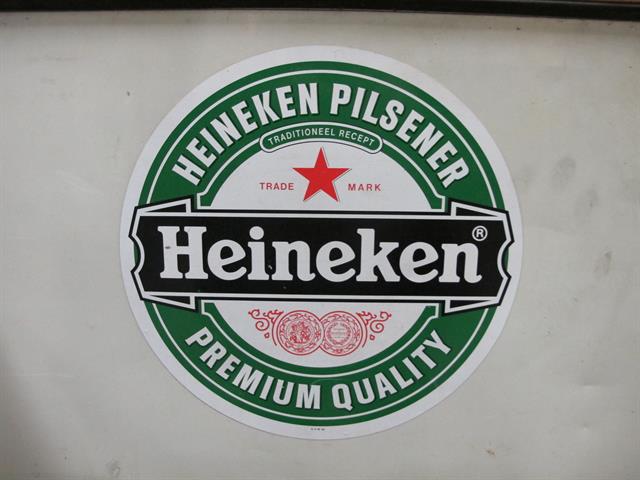 HEINEKEN PILSENER
TRADITIONEEL RECEPT
TRADE MARK
Heineken®
PREMIUM QUALITY